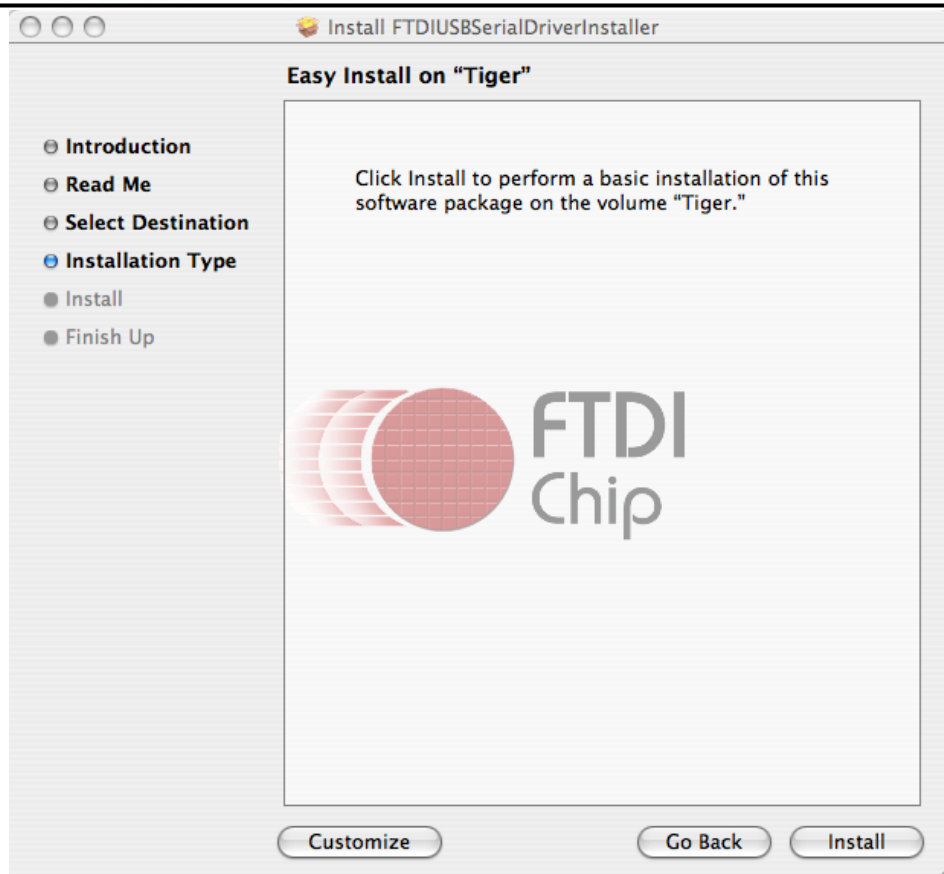 Install FTDIUSBSerialDriverInstaller
Easy Install on “Tiger”
Introduction
Read Me
Select Destination
Installation Type
Install
Finish Up
Click Install to perform a basic installation of this
software package on the volume “Tiger.”
FTDI
Chip
Customize
Go Back
Install